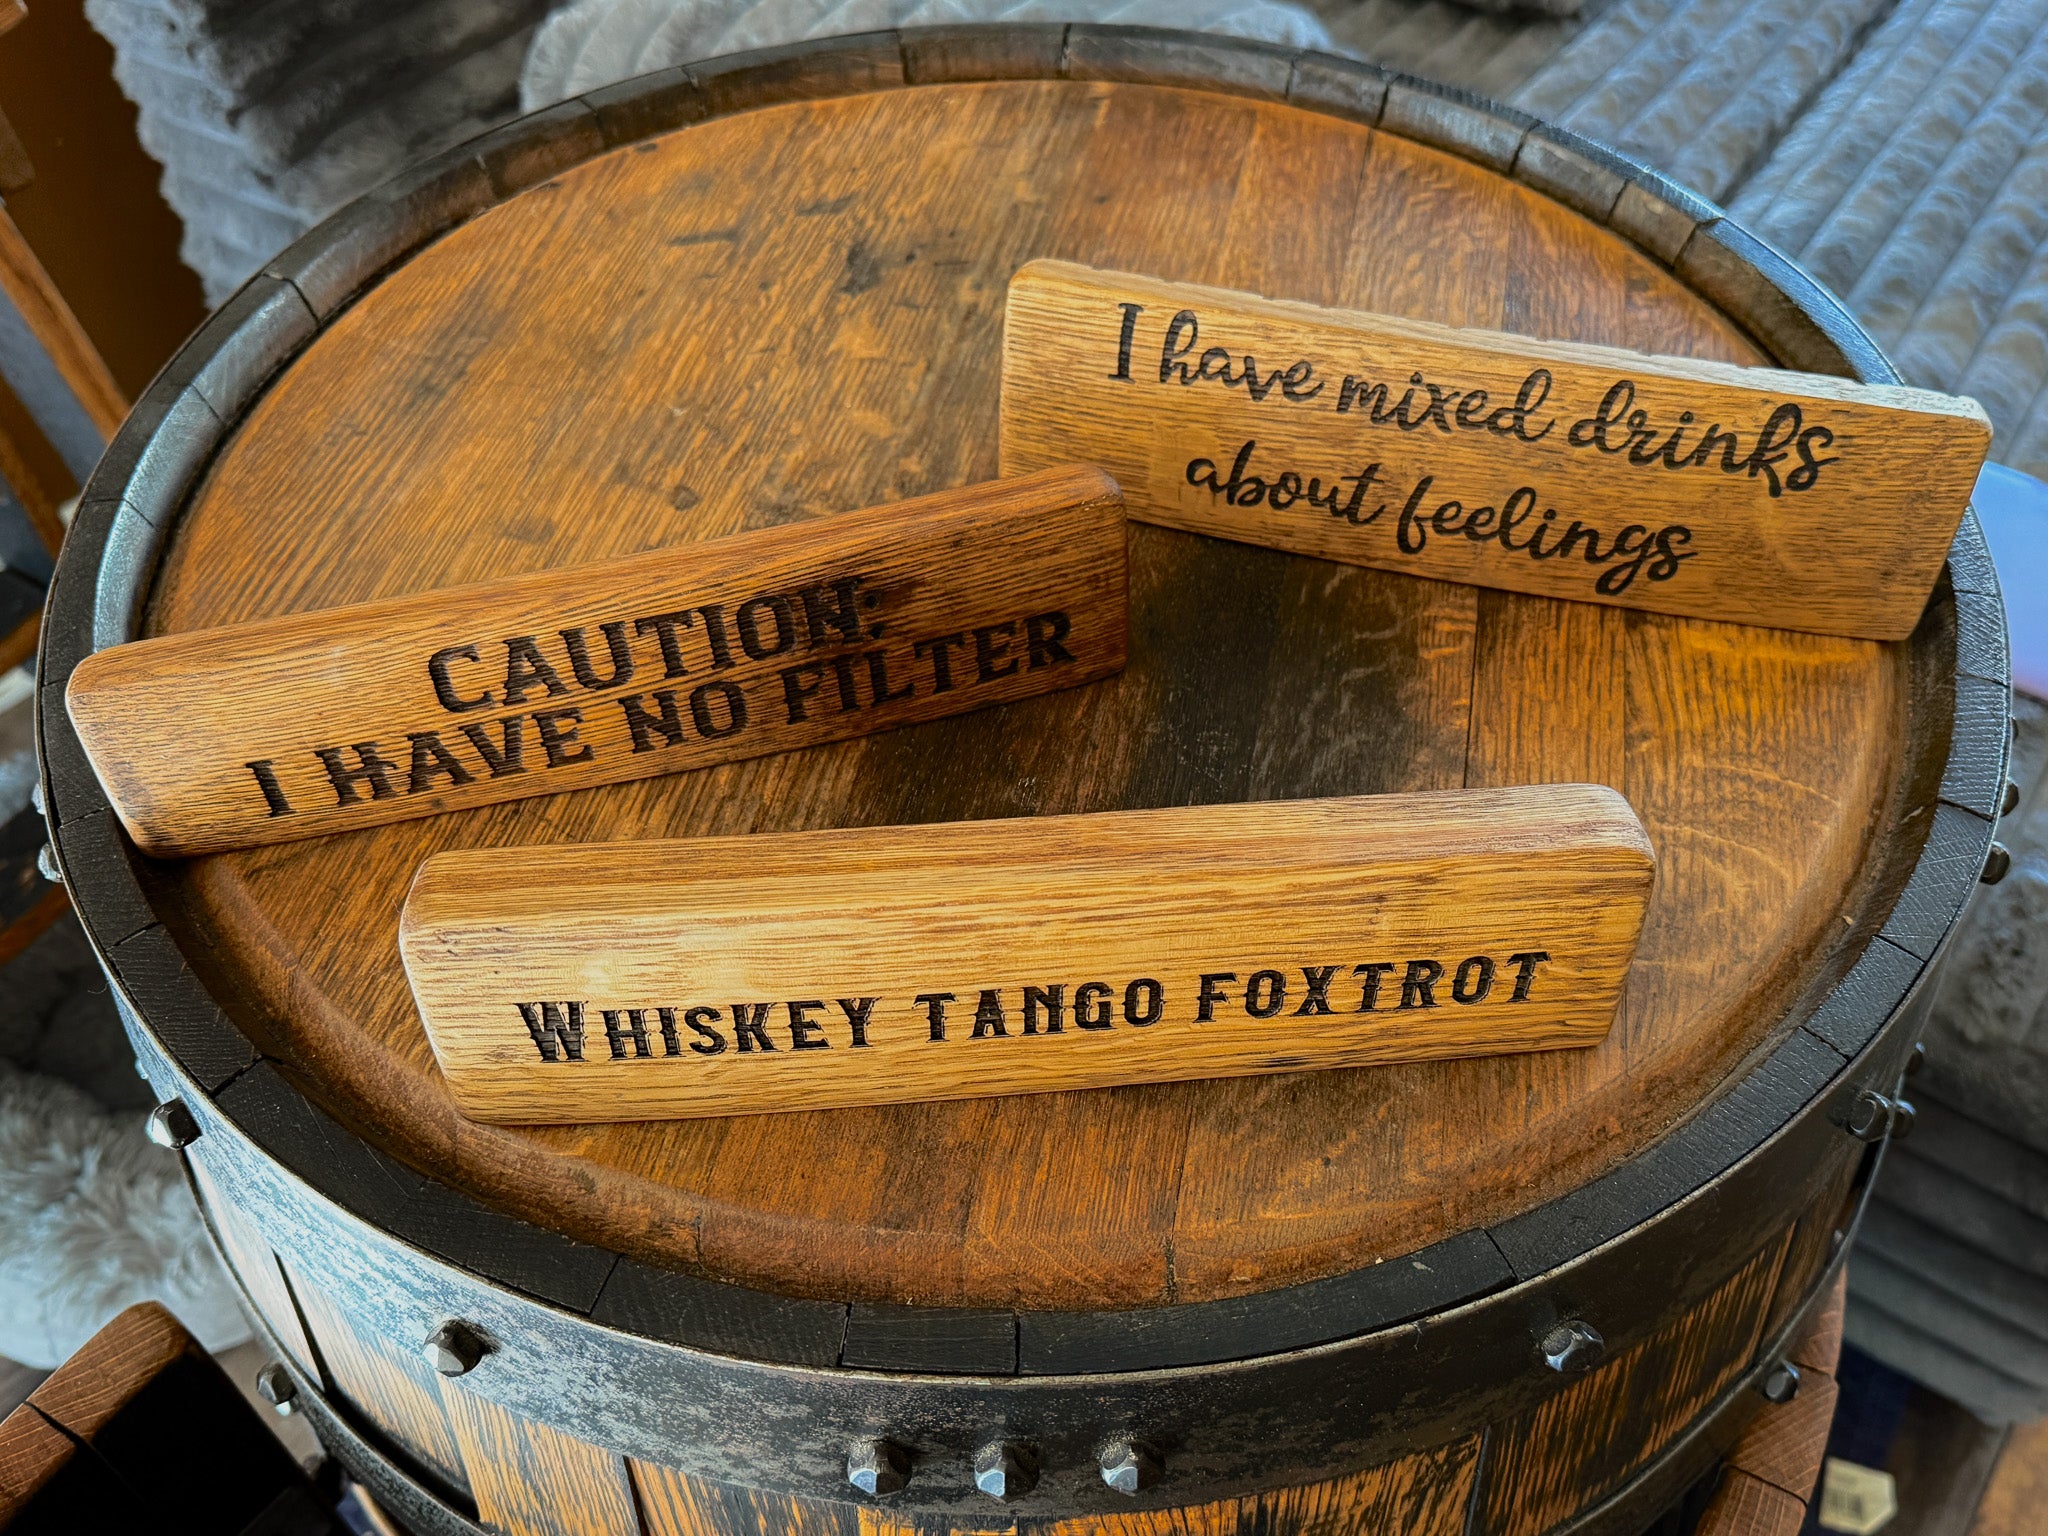 I have mixed drinks
about feelings
CAUTION:
I HAVE NO FILTER
WHISKEY TANGO FOXTROT